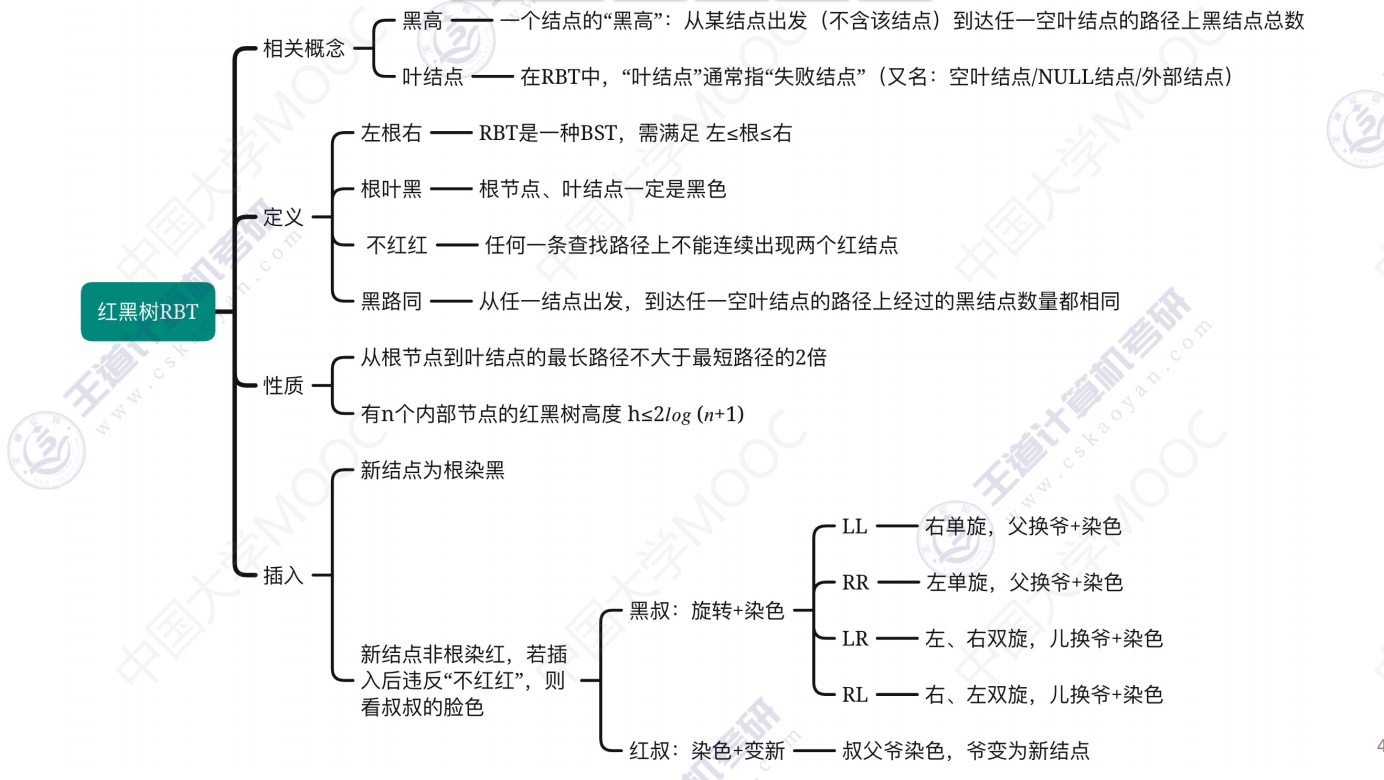 黑高
一个结点的“黑高”：从某结点出发（不含该结点）到达任一空叶结点的路径上黑结点总数
相关概念
叶结点
在RBT中，“叶结点”通常指“失败结点”（又名：空叶结点/NULL结点/外部结点）
左根右
RBT是一种BST，需满足 左≤根≤右
根叶黑
根节点、叶结点一定是黑色
定义
不红红
任何一条查找路径上不能连续出现两个红结点
黑路同
从任一结点出发，到达任一空叶结点的路径上经过的黑结点数量都相同
红黑树RBT
从根节点到叶结点的最长路径不大于最短路径的2倍
性质
有n个内部节点的红黑树高度 h≤2log (n+1)
新结点为根染黑
插入
新结点非根染红，若插
入后违反“不红红”，则
看叔叔的脸色
黑叔：旋转+染色
LL
右单旋，父换爷+染色
RR
左单旋，父换爷+染色
LR
左、右双旋，儿换爷+染色
RL
右、左双旋，儿换爷+染色
红叔：染色+变新
叔父爷染色，爷变为新结点
4
中国大学MOOC
王道计算机考研
www.cskaoyan.com